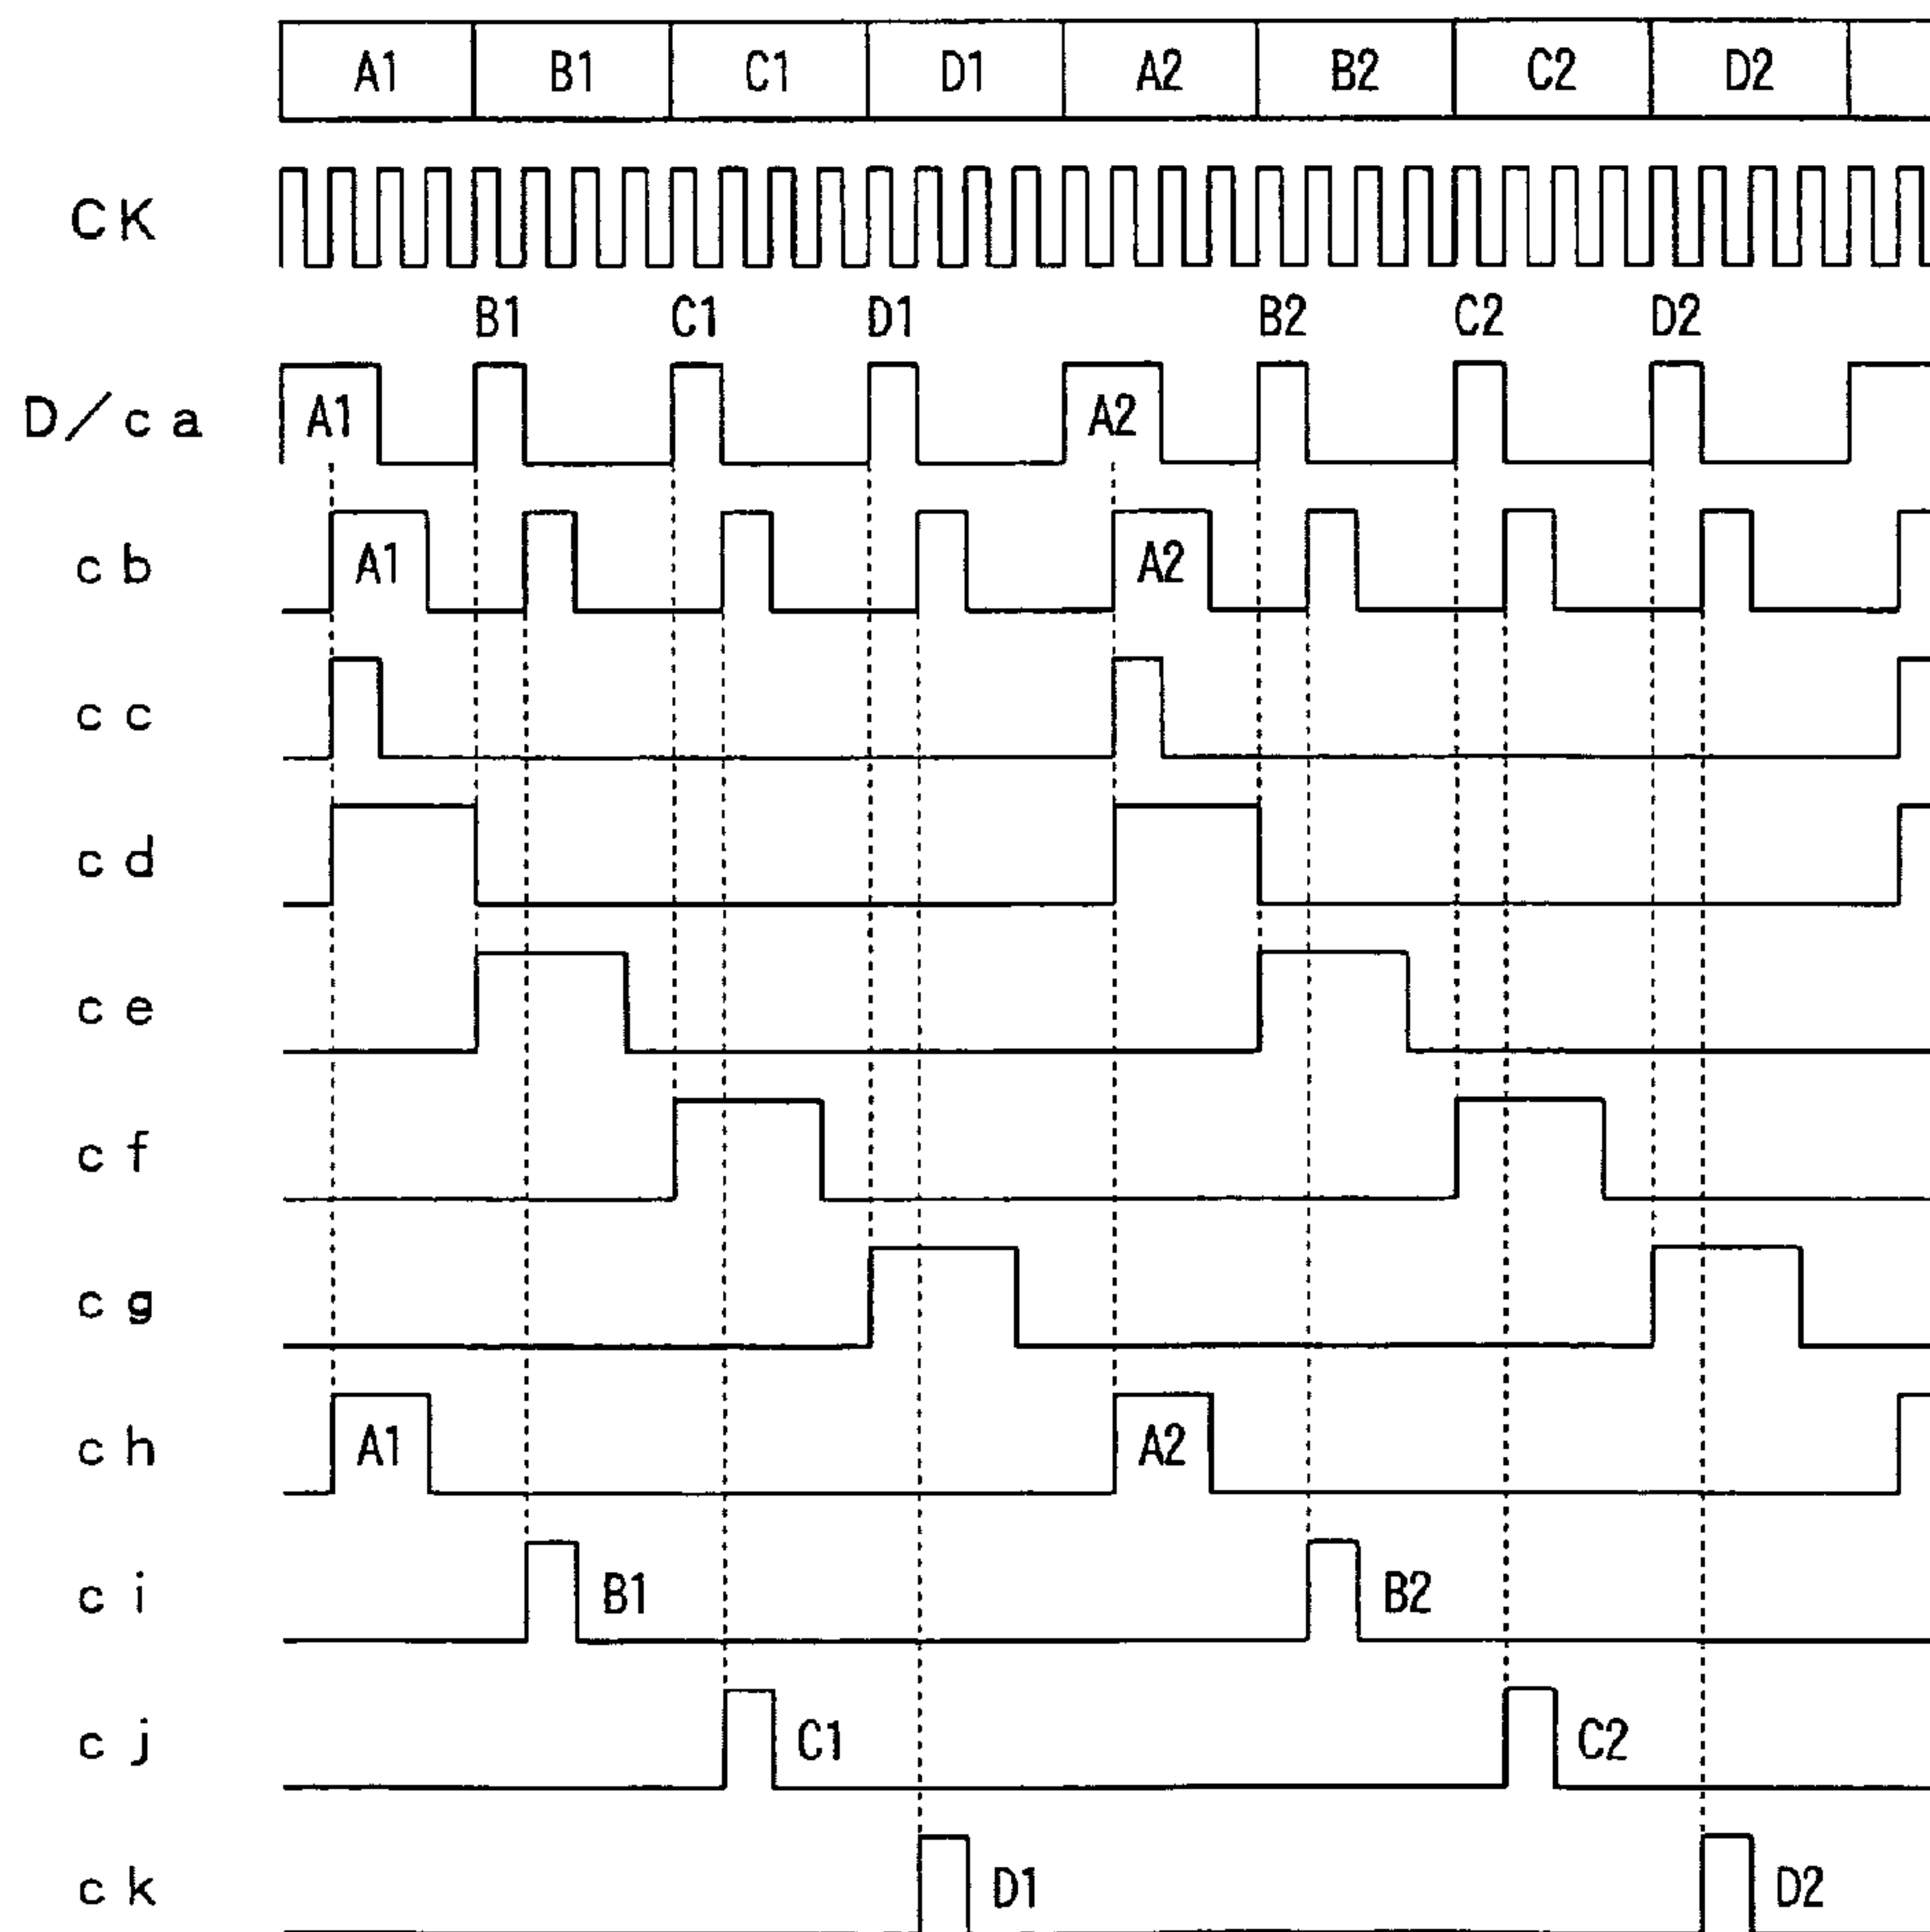 A1 B1 C1 D1 A2 B2 C2 D2
CK
B1 C1 D1 B2 C2 D2
D/ca A1 A2
cb A1 A2
cc
cd
ce
cf
cg
ch A1 A2
ci B1 B2
cj C1 C2
ck D1 D2